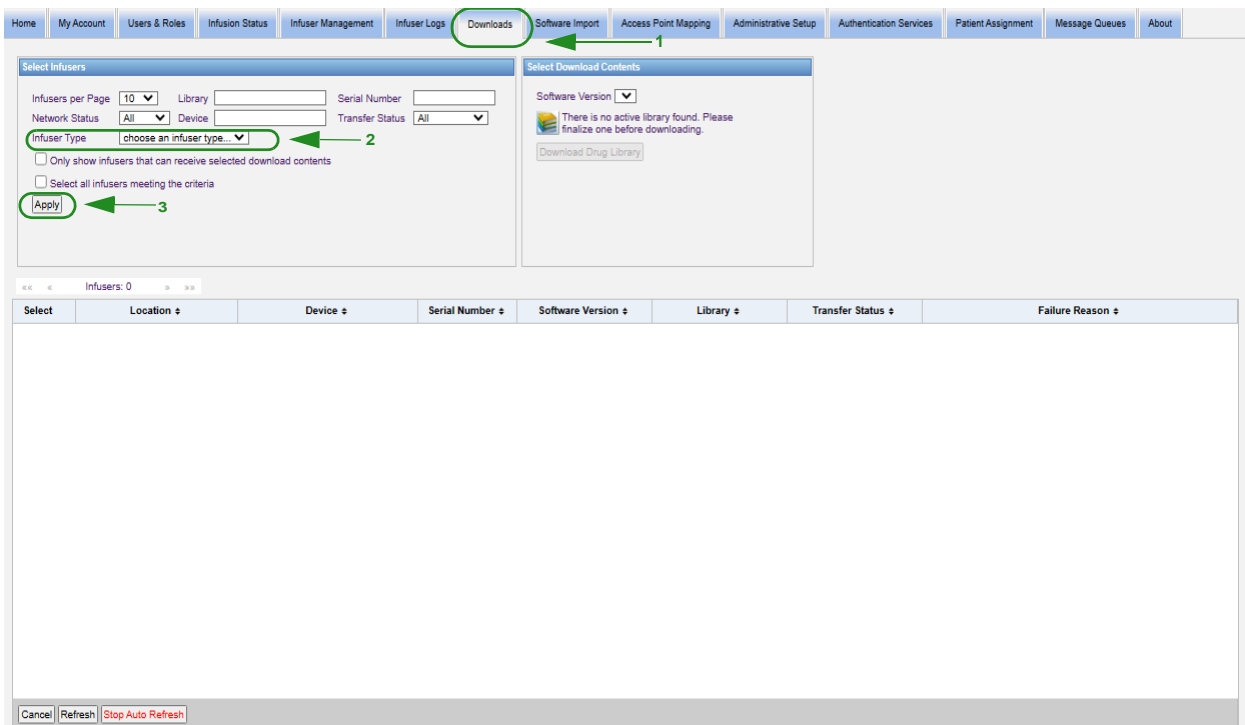 Home My Account Users & Roles Infusion Status Infuser Management Infuser Logs Downloads Software Import Access Point Mapping Administrative Setup Authentication Services Patient Assignment Message Queues About
1
Select Infusers
Infusers per Page 10 Library Serial Number
Network Status All Device Transfer Status All
Infuser Type choose an infuser type... 2
Only show infusers that can receive selected download contents
Select all infusers meeting the criteria
Apply 3
Select Download Contents
Software Version
There is no active library found. Please
finalize one before downloading.
Download Drug Library
«« « Infusers: 0 » »»
Select Location Device Serial Number Software Version Library Transfer Status Failure Reason
Cancel Refresh Stop Auto Refresh